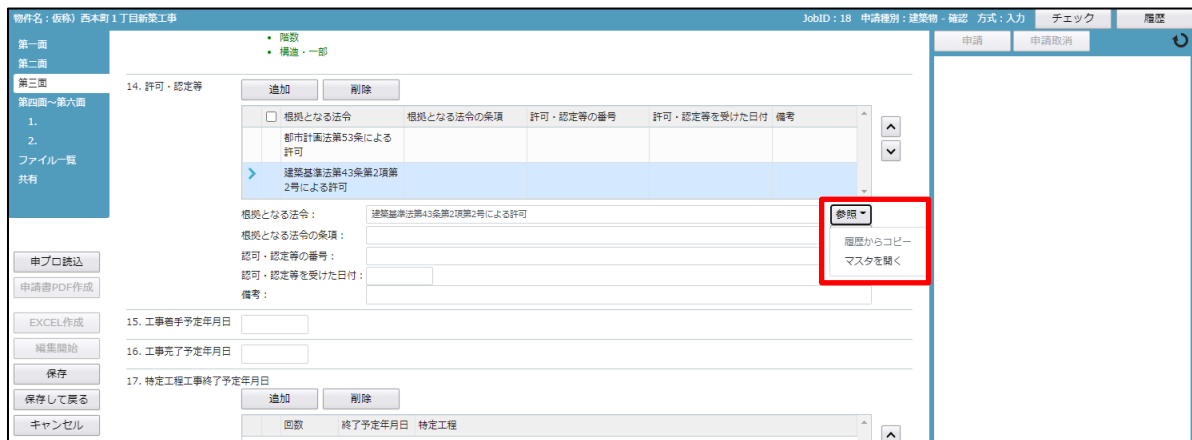 物件名：仮称）西本町１丁目新築工事
JobID：18 申請種別：建築物 - 確認 方式：入力 チェック 履歴
第一面
第二面
第三面
第四面～第六面
1.
2.
ファイル一覧
共有
申請 申請取消
• 階数
• 構造・一部
14. 許可・認定等
追加 削除
根拠となる法令 根拠となる法令の条項 許可・認定等の番号 許可・認定等を受けた日付 備考
都市計画法第53条による
許可
建築基準法第43条第2項第
2号による許可
根拠となる法令： 建築基準法第43条第2項第2号による許可 参照
根拠となる法令の条項：
認可・認定等の番号：
認可・認定等を受けた日付：
備考：
履歴からコピー
マスタを開く
申プロ読込
申請書PDF作成
EXCEL作成
編集開始
保存
保存して戻る
キャンセル
15. 工事着手予定年月日
16. 工事完了予定年月日
17. 特定工程工事終了予定年月日
追加 削除
回数 終了予定年月日 特定工程